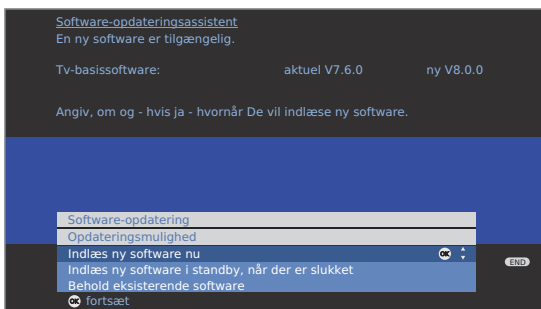 Software-opdateringsassistent
En ny software er tilgængelig.
Tv-basissoftware: aktuel V7.6.0 ny V8.0.0
Angiv, om og - hvis ja - hvornår De vil indlæse ny software.
Software-opdatering
Opdateringsmulighed
Indlæs ny software nu OK
END
Indlæs ny software i standby, når der er slukket
Behold eksisterende software
OK fortsæt